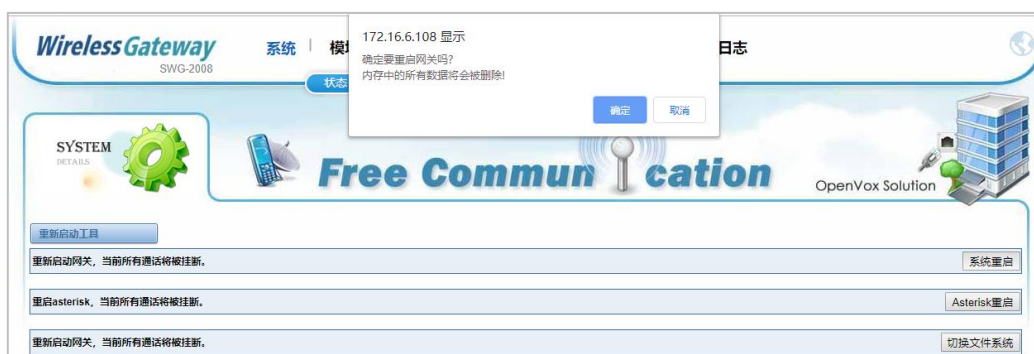 172.16.6.108 显示
确定要重启网关吗?
内存中的所有数据将会被删除!
确定
取消
Wireless Gateway
SWG-2008
系统
日志
状态
SYSTEM
DETAILS
Free Communication
OpenVox Solution
重新启动工具
重新启动网关，当前所有通话将被挂断。
系统重启
重启asterisk，当前所有通话将被挂断。
Asterisk重启
重新启动网关，当前所有通话将被挂断。
切换文件系统